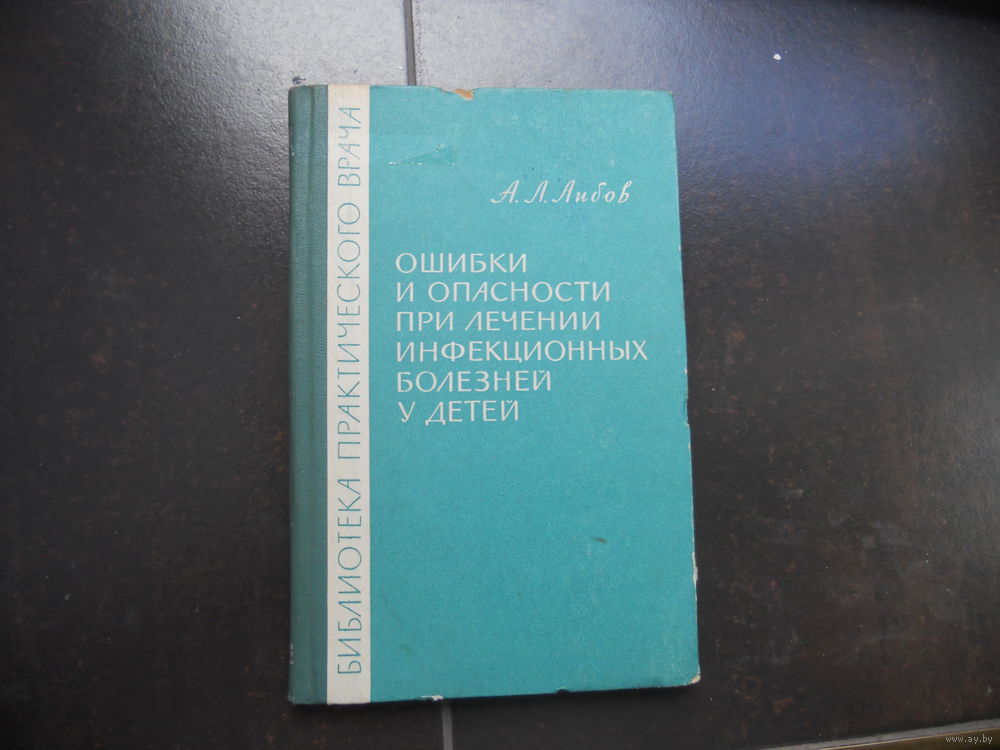 БИБЛИОТЕКА ПРАКТИЧЕСКОГО ВРАЧА
А. Л. Либов
ОШИБКИ
И ОПАСНОСТИ
ПРИ ЛЕЧЕНИИ
ИНФЕКЦИОННЫХ
БОЛЕЗНЕЙ
У ДЕТЕЙ
www.ay.by